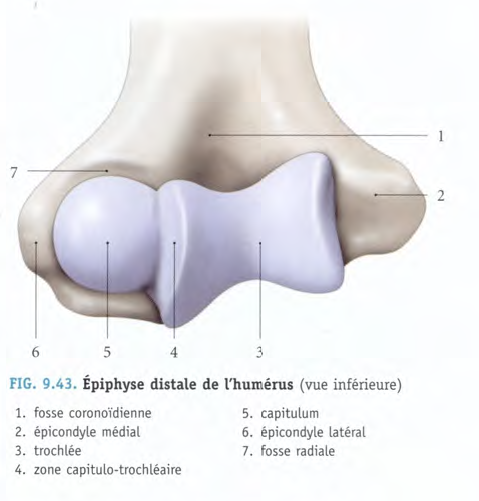 1
7
2
6
5
4
3
FIG. 9.43. Épiphyse distale de l'humérus (vue inférieure)
1. fosse coronoïdienne
2. épicondyle médial
3. trochlée
4. zone capitulo-trochléaire
5. capitulum
6. épicondyle latéral
7. fosse radiale